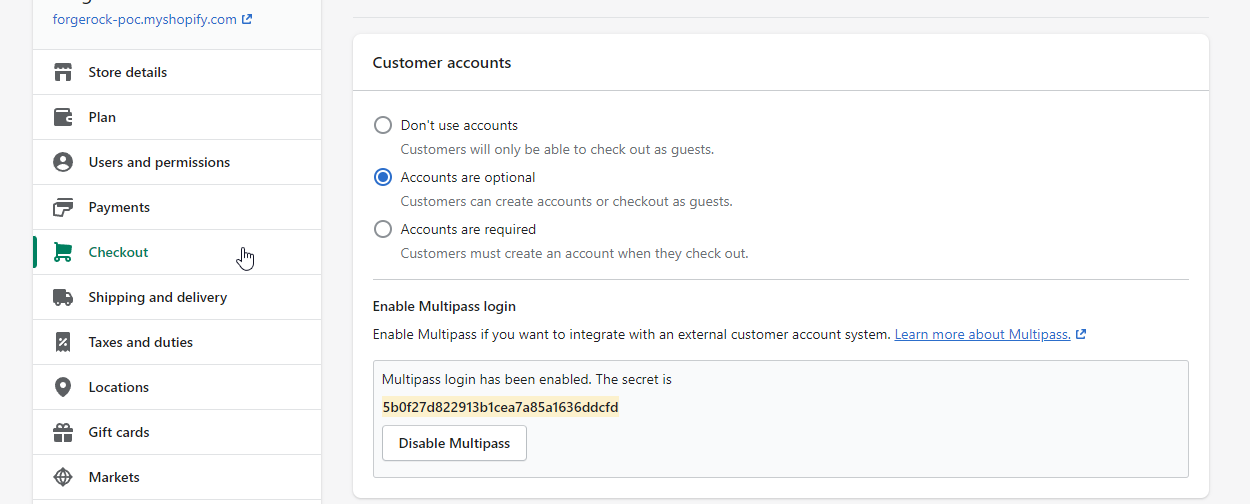 forgerock-poc.myshopify.com
Store details
Plan
Users and permissions
Payments
Checkout
Shipping and delivery
Taxes and duties
Locations
Gift cards
Markets
Customer accounts
Don't use accounts
Customers will only be able to check out as guests.
Accounts are optional
Customers can create accounts or checkout as guests.
Accounts are required
Customers must create an account when they check out.
Enable Multipass login
Enable Multipass if you want to integrate with an external customer account system. Learn more about Multipass.
Multipass login has been enabled. The secret is
5b0f27d822913b1cea7a85a1636ddcfd
Disable Multipass